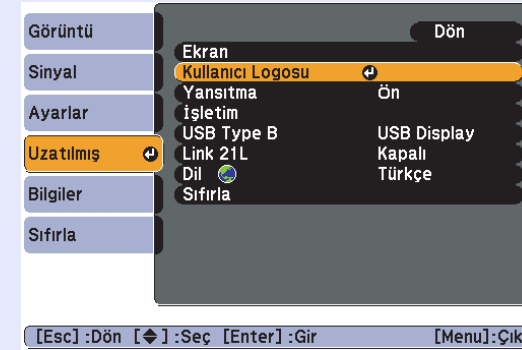 Görüntü
Sinyal
Ayarlar
Uzatılmış
Bilgiler
Sıfırla
Dön
Ekran
Kullanıcı Logosu
Yansıtma Ön
İşletim
USB Type B USB Display
Link 21L Kapalı
Dil Türkçe
Sıfırla
[Esc] :Dön [◆] :Seç [Enter] :Gir [Menu]:Çık